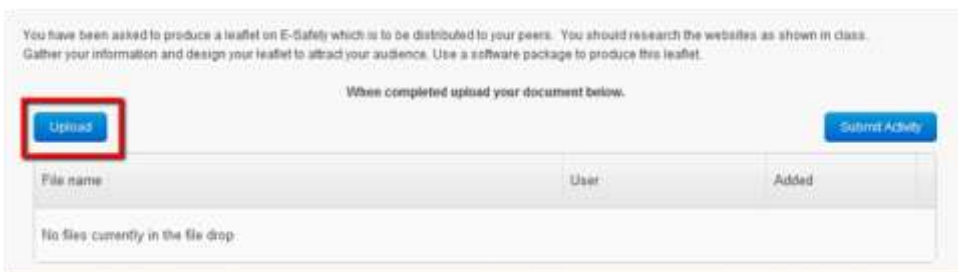 You have been asked to produce a leaflet on E-Safety which is to be distributed to your peers. You should research the websites as shown in class.
Gather your information and design your leaflet to attract your audience. Use a software package to produce this leaflet.
When completed upload your document below.
Upload
Submit Activity
File name User Added
No files currently in the file drop